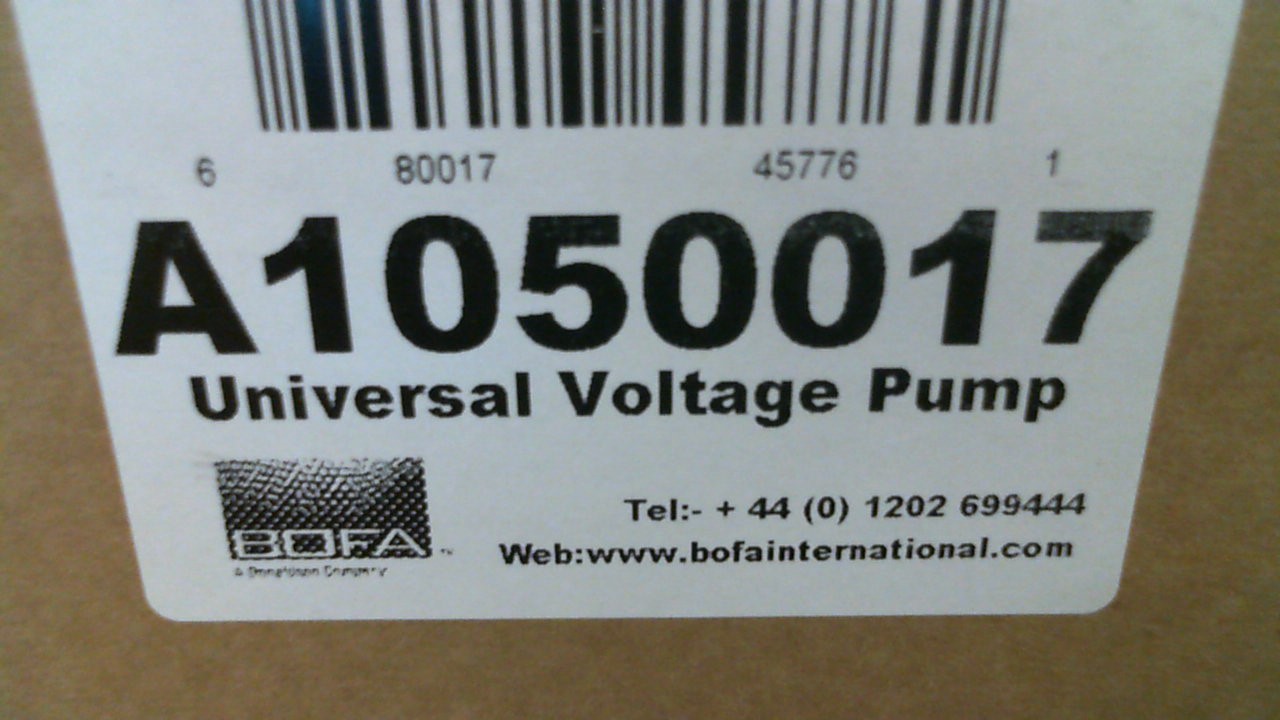 6 80017 45776 1
A1050017
Universal Voltage Pump
BOFA™
A Donaldson Company
Tel:- + 44 (0) 1202 699444
Web:www.bofainternational.com